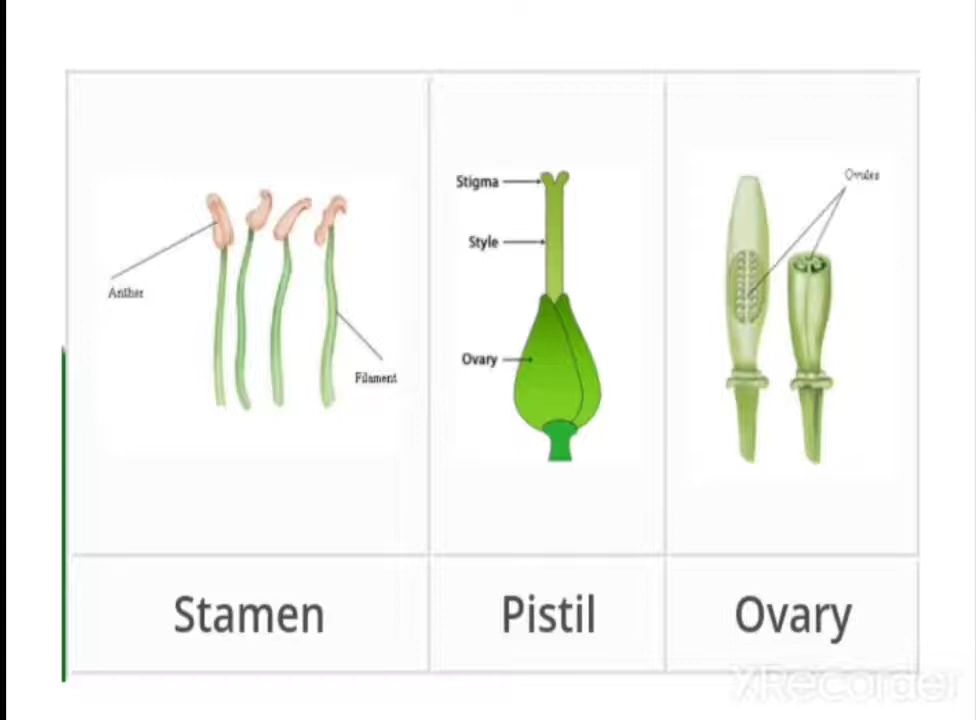 Anther
Filament
Stigma
Style
Ovary
Ovules
Stamen
Pistil
Ovary
XRecorder